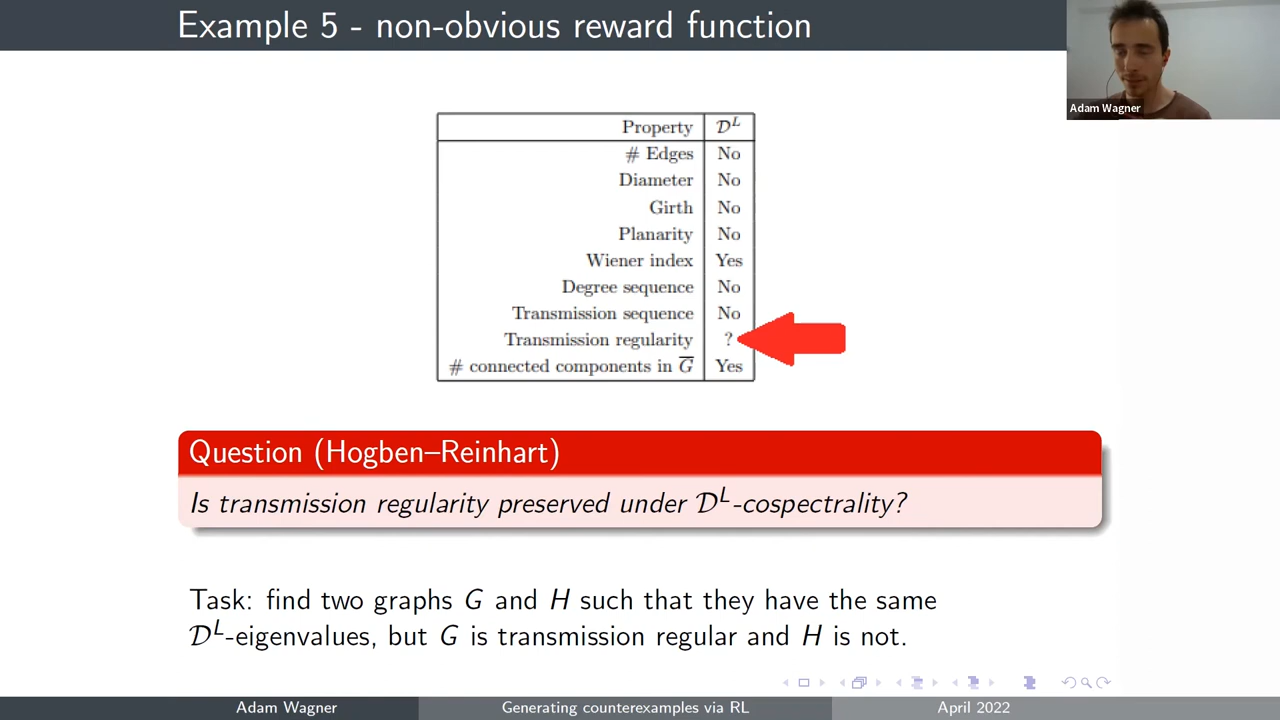 Example 5 - non-obvious reward function
Adam Wagner
Property 𝒟ᴸ
# Edges No
Diameter No
Girth No
Planarity No
Wiener index Yes
Degree sequence No
Transmission sequence No
Transmission regularity ?
# connected components in G̅ Yes
Question (Hogben–Reinhart)
Is transmission regularity preserved under 𝒟ᴸ-cospectrality?
Task: find two graphs G and H such that they have the same
𝒟ᴸ-eigenvalues, but G is transmission regular and H is not.
Adam Wagner Generating counterexamples via RL April 2022